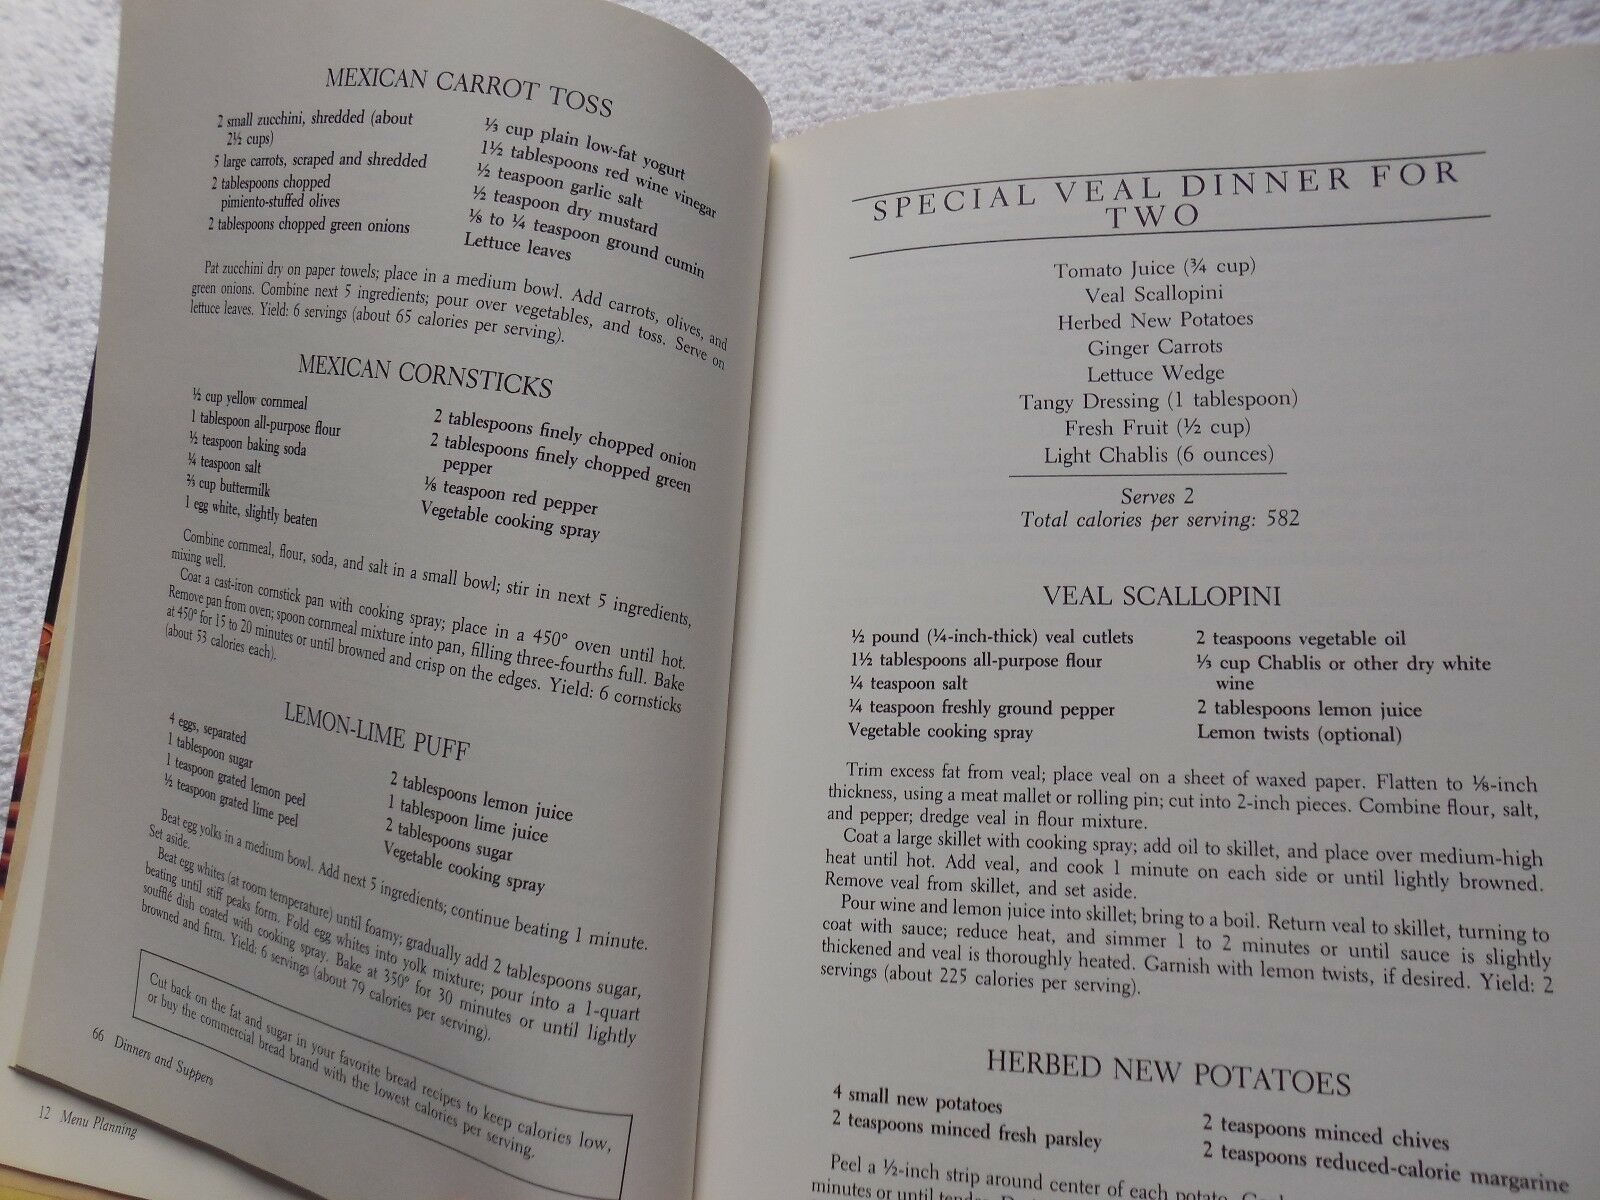 MEXICAN CARROT TOSS
2 small zucchini, shredded (about
2½ cups)
5 large carrots, scraped and shredded
2 tablespoons chopped
pimiento-stuffed olives
2 tablespoons chopped green onions
⅓ cup plain low-fat yogurt
1½ tablespoons red wine vinegar
½ teaspoon garlic salt
½ teaspoon dry mustard
⅛ to ¼ teaspoon ground cumin
Lettuce leaves
Pat zucchini dry on paper towels; place in a medium bowl. Add carrots, olives, and
green onions. Combine next 5 ingredients; pour over vegetables, and toss. Serve on
lettuce leaves. Yield: 6 servings (about 65 calories per serving).
MEXICAN CORNSTICKS
½ cup yellow cornmeal
1 tablespoon all-purpose flour
½ teaspoon baking soda
¼ teaspoon salt
⅔ cup buttermilk
1 egg white, slightly beaten
2 tablespoons finely chopped onion
2 tablespoons finely chopped green
pepper
⅛ teaspoon red pepper
Vegetable cooking spray
Combine cornmeal, flour, soda, and salt in a small bowl; stir in next 5 ingredients,
mixing well.
Coat a cast-iron cornstick pan with cooking spray; place in a 450° oven until hot.
Remove pan from oven; spoon cornmeal mixture into pan, filling three-fourths full. Bake
at 450° for 15 to 20 minutes or until browned and crisp on the edges. Yield: 6 cornsticks
(about 53 calories each).
LEMON-LIME PUFF
4 eggs, separated
1 tablespoon sugar
1 teaspoon grated lemon peel
½ teaspoon grated lime peel
2 tablespoons lemon juice
1 tablespoon lime juice
2 tablespoons sugar
Vegetable cooking spray
Beat egg yolks in a medium bowl. Add next 5 ingredients; continue beating 1 minute.
Set aside.
Beat egg whites (at room temperature) until foamy; gradually add 2 tablespoons sugar,
beating until stiff peaks form. Fold egg whites into yolk mixture; pour into a 1-quart
soufflé dish coated with cooking spray. Bake at 350° for 30 minutes or until lightly
browned and firm. Yield: 6 servings (about 79 calories per serving).
Cut back on the fat and sugar in your favorite bread recipes to keep calories low,
or buy the commercial bread brand with the lowest calories per serving.
66 Dinners and Suppers
12 Menu Planning
SPECIAL VEAL DINNER FOR
TWO
Tomato Juice (¾ cup)
Veal Scallopini
Herbed New Potatoes
Ginger Carrots
Lettuce Wedge
Tangy Dressing (1 tablespoon)
Fresh Fruit (½ cup)
Light Chablis (6 ounces)
Serves 2
Total calories per serving: 582
VEAL SCALLOPINI
½ pound (¼-inch-thick) veal cutlets
1½ tablespoons all-purpose flour
¼ teaspoon salt
¼ teaspoon freshly ground pepper
Vegetable cooking spray
2 teaspoons vegetable oil
⅓ cup Chablis or other dry white
wine
2 tablespoons lemon juice
Lemon twists (optional)
Trim excess fat from veal; place veal on a sheet of waxed paper. Flatten to ⅛-inch
thickness, using a meat mallet or rolling pin; cut into 2-inch pieces. Combine flour, salt,
and pepper; dredge veal in flour mixture.
Coat a large skillet with cooking spray; add oil to skillet, and place over medium-high
heat until hot. Add veal, and cook 1 minute on each side or until lightly browned.
Remove veal from skillet, and set aside.
Pour wine and lemon juice into skillet; bring to a boil. Return veal to skillet, turning to
coat with sauce; reduce heat, and simmer 1 to 2 minutes or until sauce is slightly
thickened and veal is thoroughly heated. Garnish with lemon twists, if desired. Yield: 2
servings (about 225 calories per serving).
HERBED NEW POTATOES
4 small new potatoes
2 teaspoons minced fresh parsley
2 teaspoons minced chives
2 teaspoons reduced-calorie margarine
Peel a ½-inch strip around center of each potato.
minutes or until